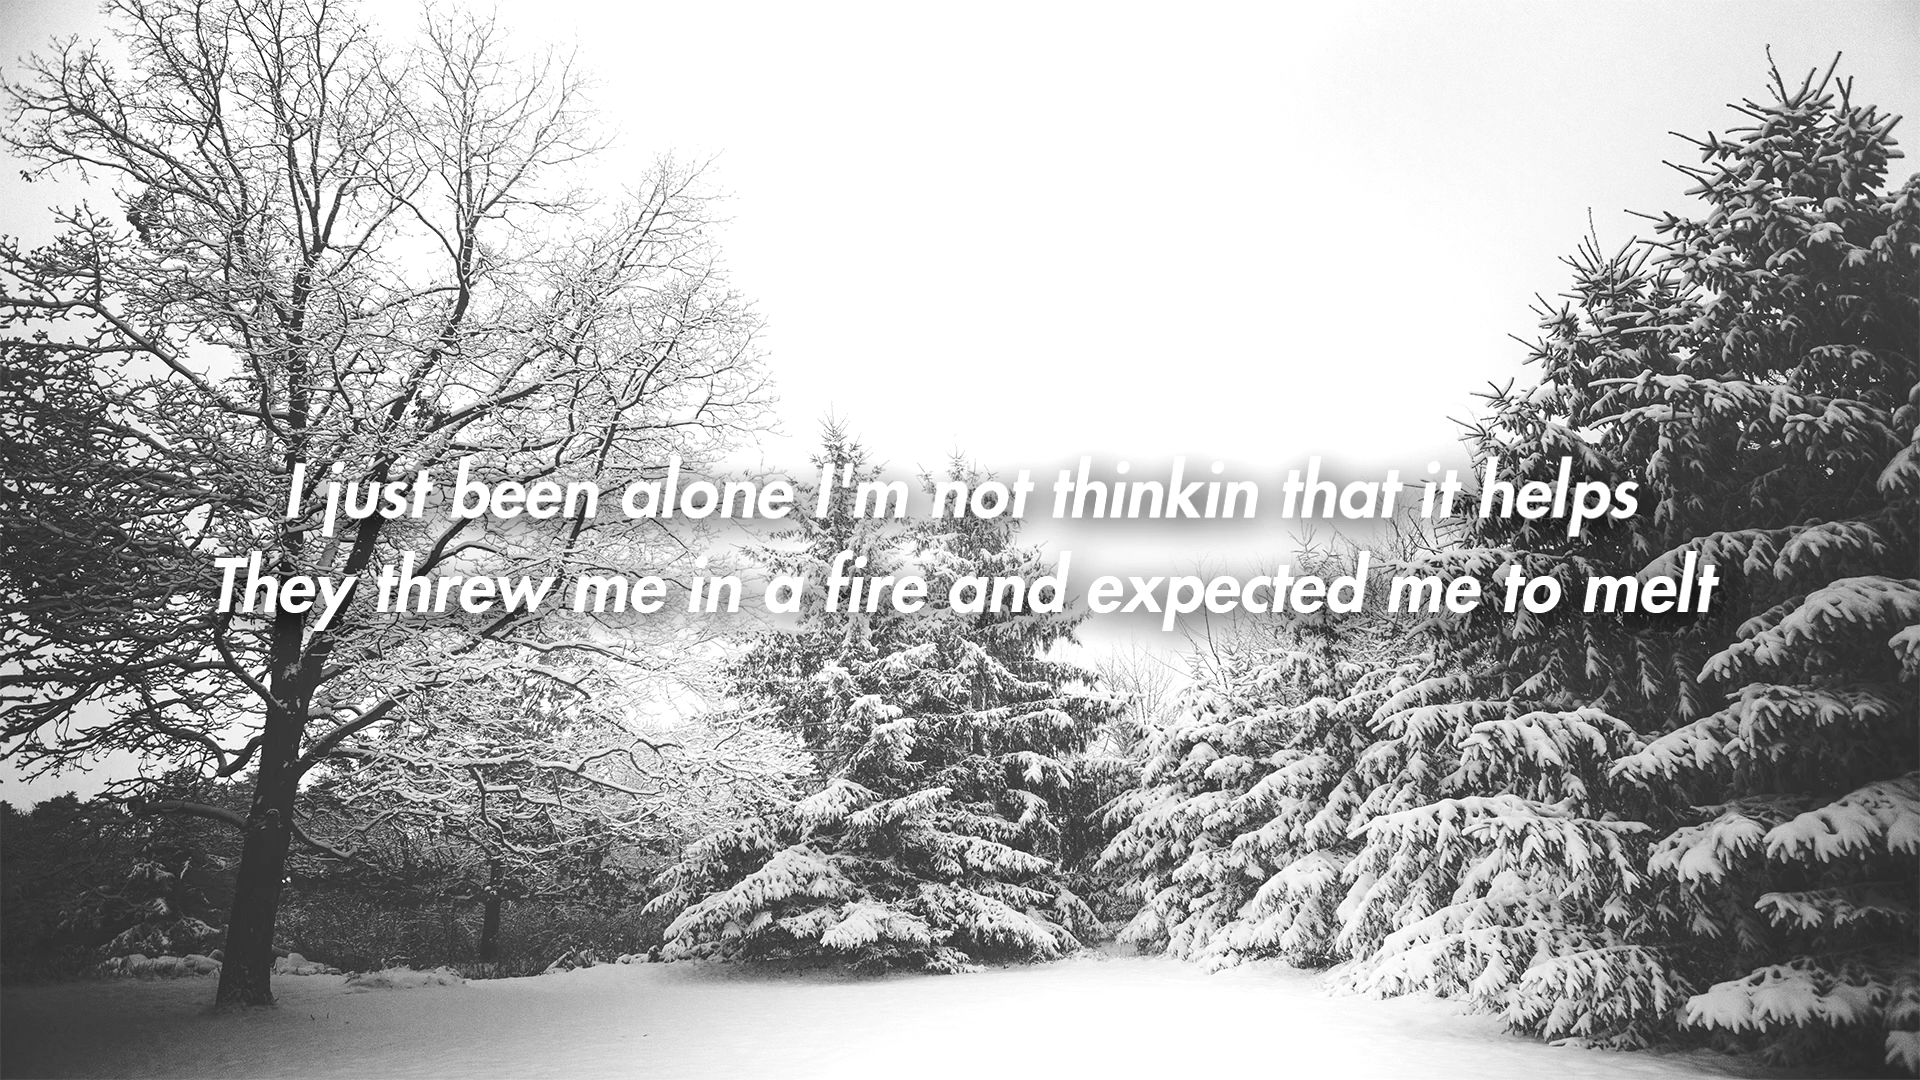 I just been alone I'm not thinkin that it helps
They threw me in a fire and expected me to melt